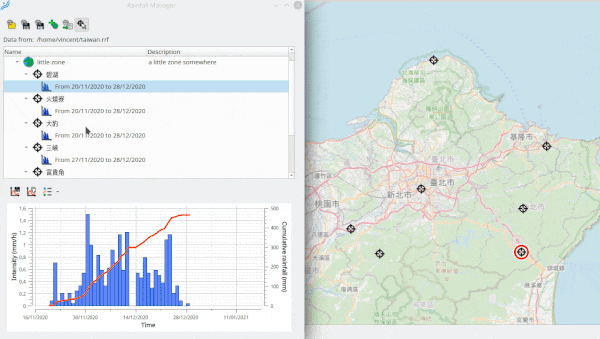 Rainfall Manager
Data from: /home/vincent/taiwan.rrf
Name Description
little zone a little zone somewhere
碧湖
From 20/11/2020 to 28/12/2020
火燒寮
From 20/11/2020 to 28/12/2020
大豹
From 20/11/2020 to 28/12/2020
三峽
From 27/11/2020 to 28/12/2020
富貴角
Intensity (mm/h)
1,6
1,4
1,2
1
0,8
0,6
0,4
0,2
0
500
400
300
200
100
0
Cumulative rainfall (mm)
16/11/2020 30/11/2020 14/12/2020 28/12/2020 11/01/2021
Time
基隆市
臺北市
新北市
臺北市
桃園市
宜蘭市